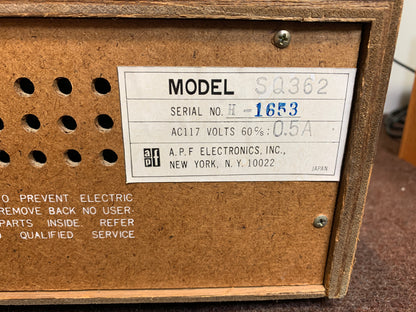 MODEL SQ362
SERIAL NO. H-1653
AC117 VOLTS 60%: 0.5A
apf A.P.F ELECTRONICS, INC.,
NEW YORK, N.Y. 10022
JAPAN
TO PREVENT ELECTRIC
REMOVE BACK NO USER-
PARTS INSIDE. REFER
QUALIFIED SERVICE